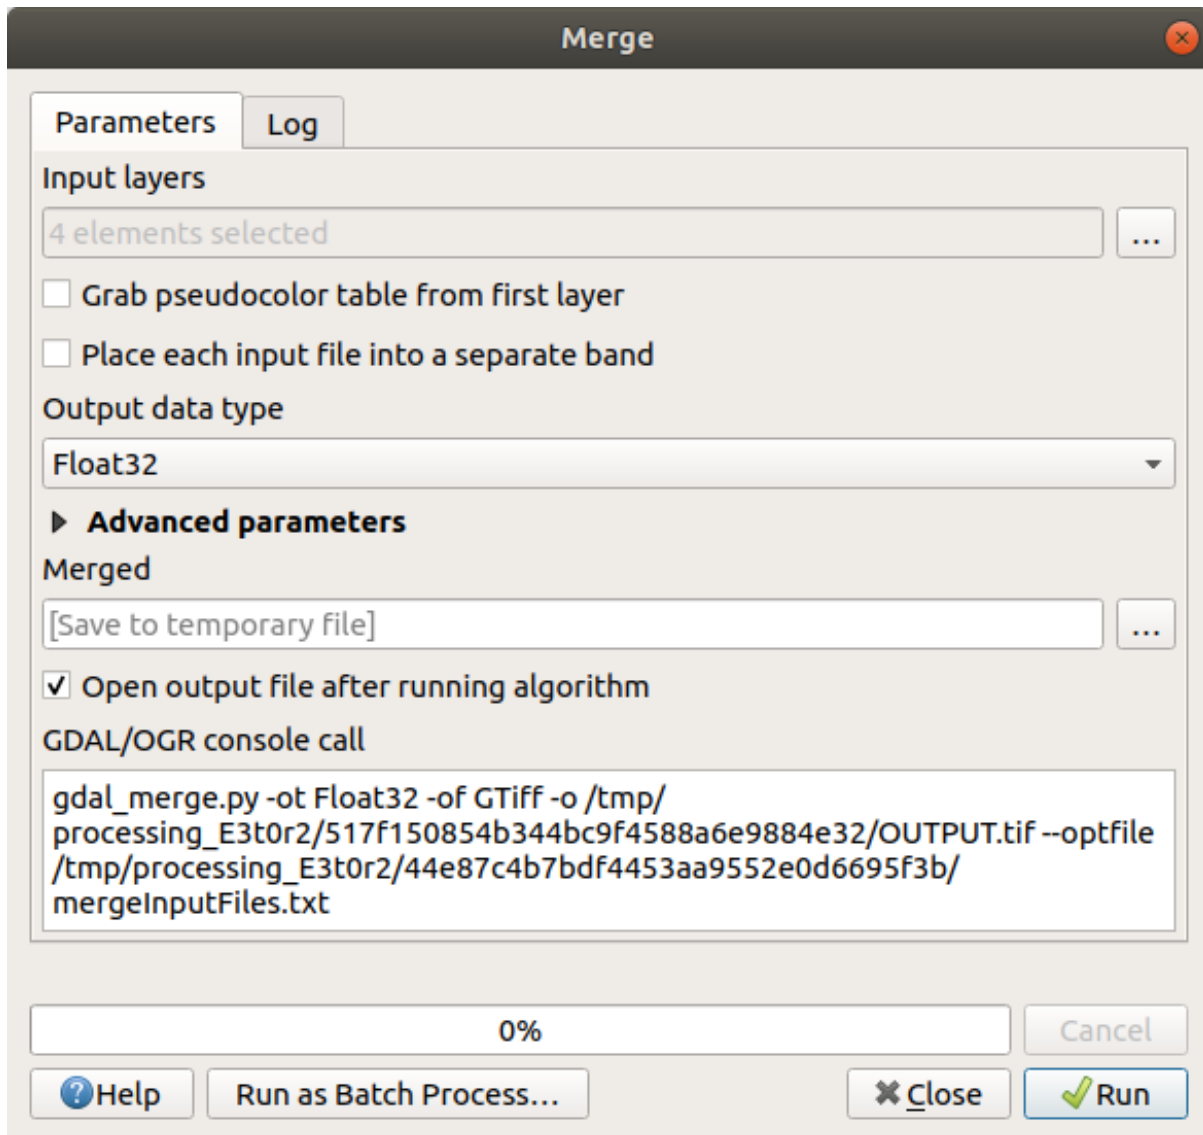 Merge
Parameters
Log
Input layers
4 elements selected
...
Grab pseudocolor table from first layer
Place each input file into a separate band
Output data type
Float32
Advanced parameters
Merged
[Save to temporary file]
...
Open output file after running algorithm
GDAL/OGR console call
gdal_merge.py -ot Float32 -of GTiff -o /tmp/
processing_E3t0r2/517f150854b344bc9f4588a6e9884e32/OUTPUT.tif --optfile
/tmp/processing_E3t0r2/44e87c4b7bdf4453aa9552e0d6695f3b/
mergeInputFiles.txt
0%
Cancel
Help
Run as Batch Process...
Close
Run